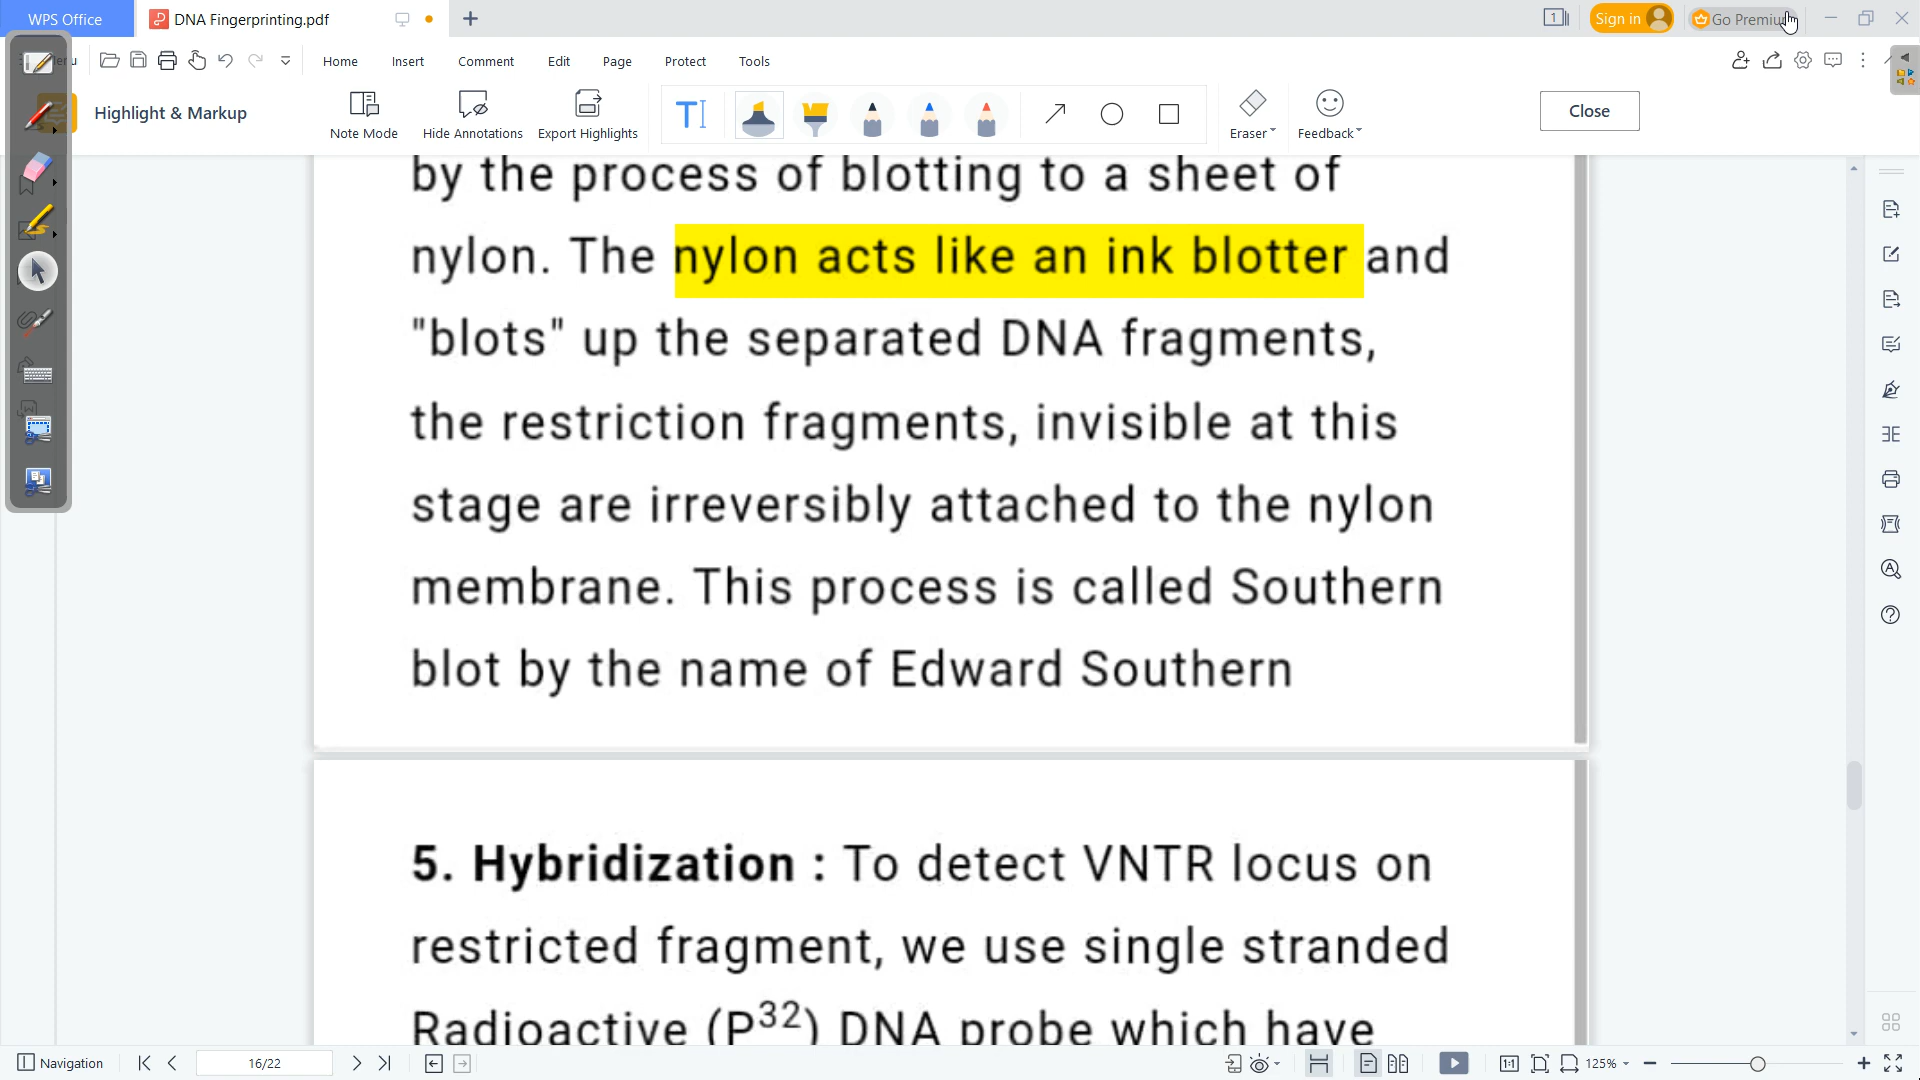 WPS Office
DNA Fingerprinting.pdf
1
Sign in
Go Premium
Home
Insert
Comment
Edit
Page
Protect
Tools
Highlight & Markup
Note Mode
Hide Annotations
Export Highlights
T
Eraser
Feedback
Close
by the process of blotting to a sheet of
nylon. The nylon acts like an ink blotter and
"blots" up the separated DNA fragments,
the restriction fragments, invisible at this
stage are irreversibly attached to the nylon
membrane. This process is called Southern
blot by the name of Edward Southern
5. Hybridization : To detect VNTR locus on
restricted fragment, we use single stranded
Radioactive (P³²) DNA probe which have
Navigation
16/22
1:1
125%